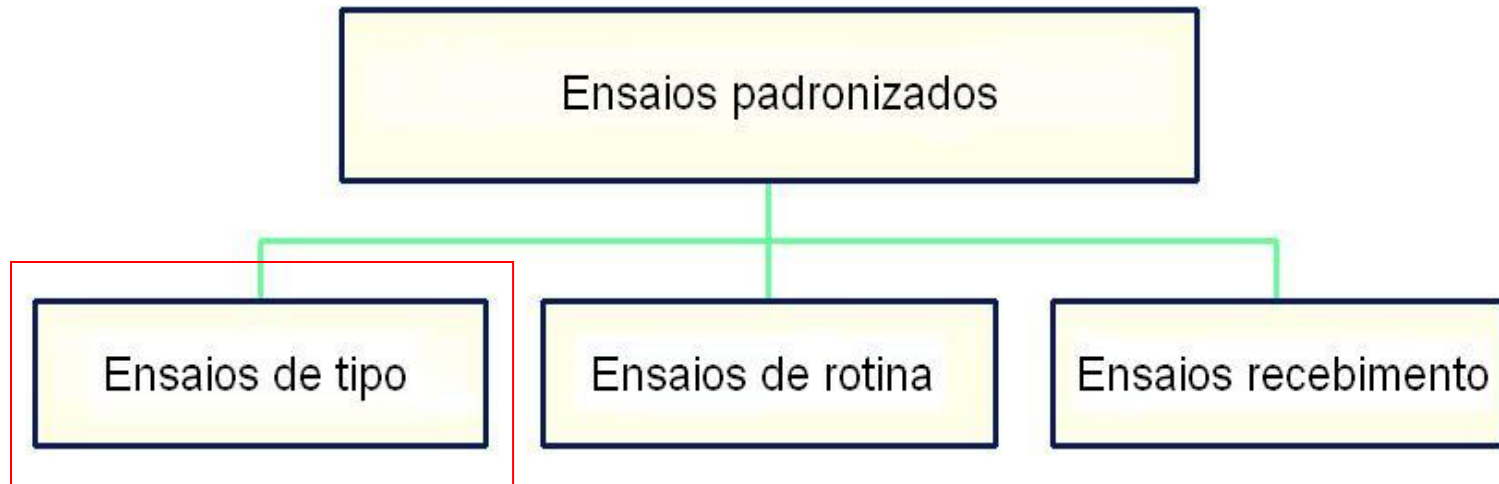 Ensaios padronizados
Ensaios de tipo
Ensaios de rotina
Ensaios recebimento